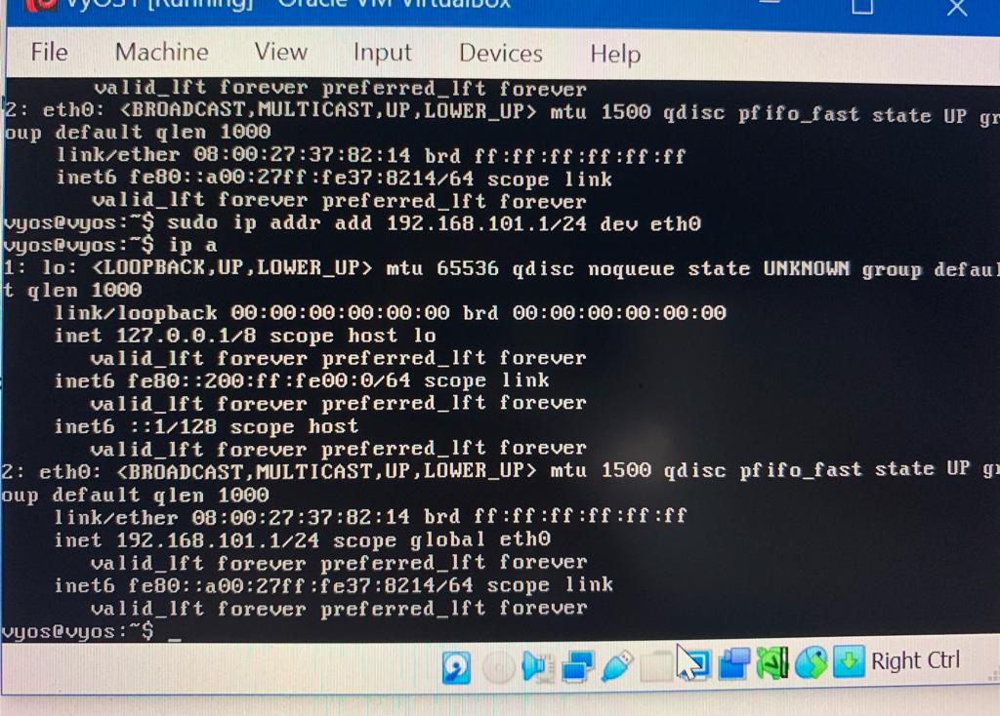 VyOS1 [Running] - Oracle VM VirtualBox
File Machine View Input Devices Help
valid_lft forever preferred_lft forever
2: eth0: <BROADCAST,MULTICAST,UP,LOWER_UP> mtu 1500 qdisc pfifo_fast state UP gr
oup default qlen 1000
link/ether 08:00:27:37:82:14 brd ff:ff:ff:ff:ff:ff
inet6 fe80::a00:27ff:fe37:8214/64 scope link
valid_lft forever preferred_lft forever
vyos@vyos:~$ sudo ip addr add 192.168.101.1/24 dev eth0
vyos@vyos:~$ ip a
1: lo: <LOOPBACK,UP,LOWER_UP> mtu 65536 qdisc noqueue state UNKNOWN group defaul
t qlen 1000
link/loopback 00:00:00:00:00:00 brd 00:00:00:00:00:00
inet 127.0.0.1/8 scope host lo
valid_lft forever preferred_lft forever
inet6 fe80::200:ff:fe00:0/64 scope link
valid_lft forever preferred_lft forever
inet6 ::1/128 scope host
valid_lft forever preferred_lft forever
2: eth0: <BROADCAST,MULTICAST,UP,LOWER_UP> mtu 1500 qdisc pfifo_fast state UP gr
oup default qlen 1000
link/ether 08:00:27:37:82:14 brd ff:ff:ff:ff:ff:ff
inet 192.168.101.1/24 scope global eth0
valid_lft forever preferred_lft forever
inet6 fe80::a00:27ff:fe37:8214/64 scope link
valid_lft forever preferred_lft forever
vyos@vyos:~$ _
Right Ctrl